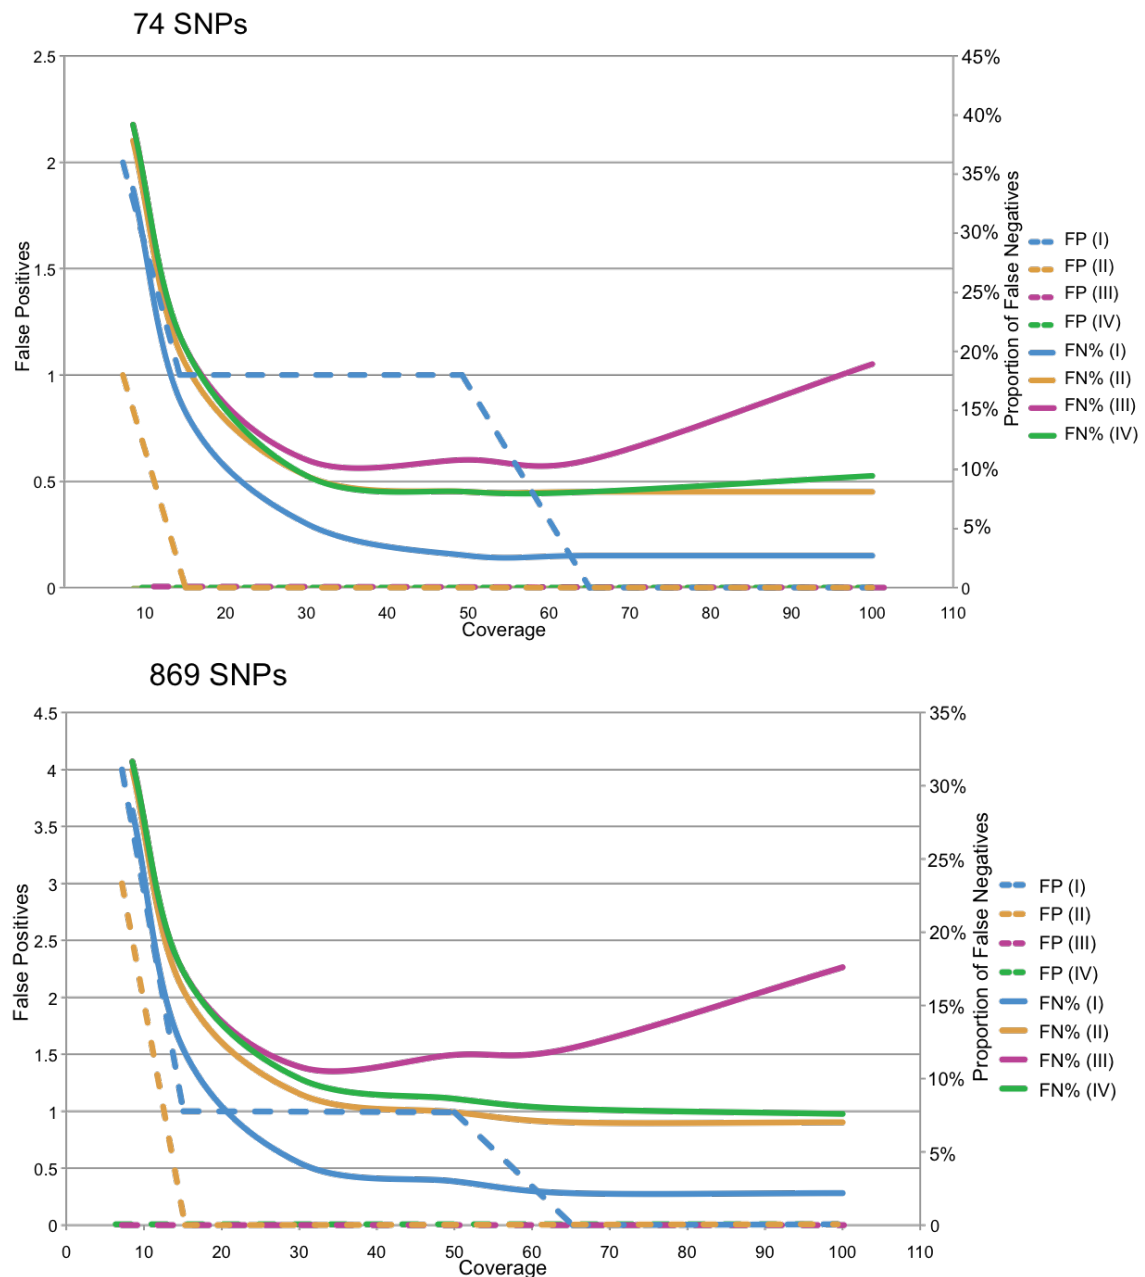 74 SNPs
2.5
2
1.5
1
0.5
0
False Positives
45%
40%
35%
30%
25%
20%
15%
10%
5%
0
Proportion of False Negatives
10 20 30 40 50 60 70 80 90 100 110
Coverage
FP (I)
FP (II)
FP (III)
FP (IV)
FN% (I)
FN% (II)
FN% (III)
FN% (IV)
869 SNPs
4.5
4
3.5
3
2.5
2
1.5
1
0.5
0
False Positives
35%
30%
25%
20%
15%
10%
5%
0
Proportion of False Negatives
0 10 20 30 40 50 60 70 80 90 100 110
Coverage
FP (I)
FP (II)
FP (III)
FP (IV)
FN% (I)
FN% (II)
FN% (III)
FN% (IV)